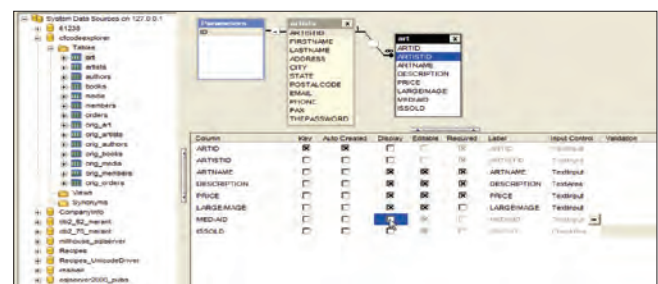 System Data Sources on 127.0.0.1
61238
cfcodeexplorer
Tables
art
artists
authors
books
media
members
orders
orig_art
orig_artists
orig_authors
orig_books
orig_media
orig_members
orig_orders
Views
Synonyms
CompanyInfo
Recipes
Recipes_UnicodeDriver
Parameters
ID
artists
ARTISTID
FIRSTNAME
LASTNAME
ADDRESS
CITY
STATE
POSTALCODE
EMAIL
PHONE
FAX
THEPASSWORD
art
ARTID
ARTISTID
ARTNAME
DESCRIPTION
PRICE
LARGEIMAGE
MEDIAID
ISSOLD
Column Key Auto Created Display Editable Required Label Input Control Validation
ARTID ARTID TextInput
ARTISTID ARTISTID TextInput
ARTNAME ARTNAME TextInput
DESCRIPTION DESCRIPTION TextArea
PRICE PRICE TextInput
LARGEIMAGE LARGEIMAGE TextInput
MEDIAID MEDIAID TextInput
ISSOLD ISSOLD